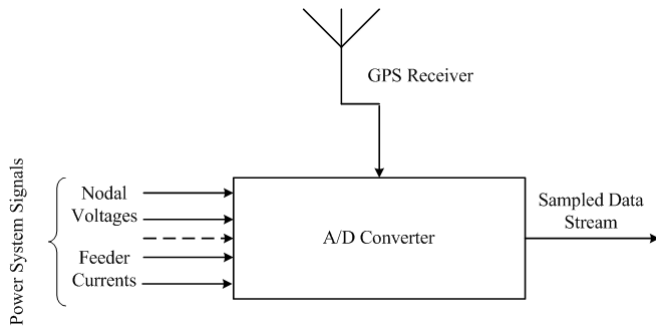 GPS Receiver
Power System Signals
Nodal
Voltages
Feeder
Currents
A/D Converter
Sampled Data
Stream